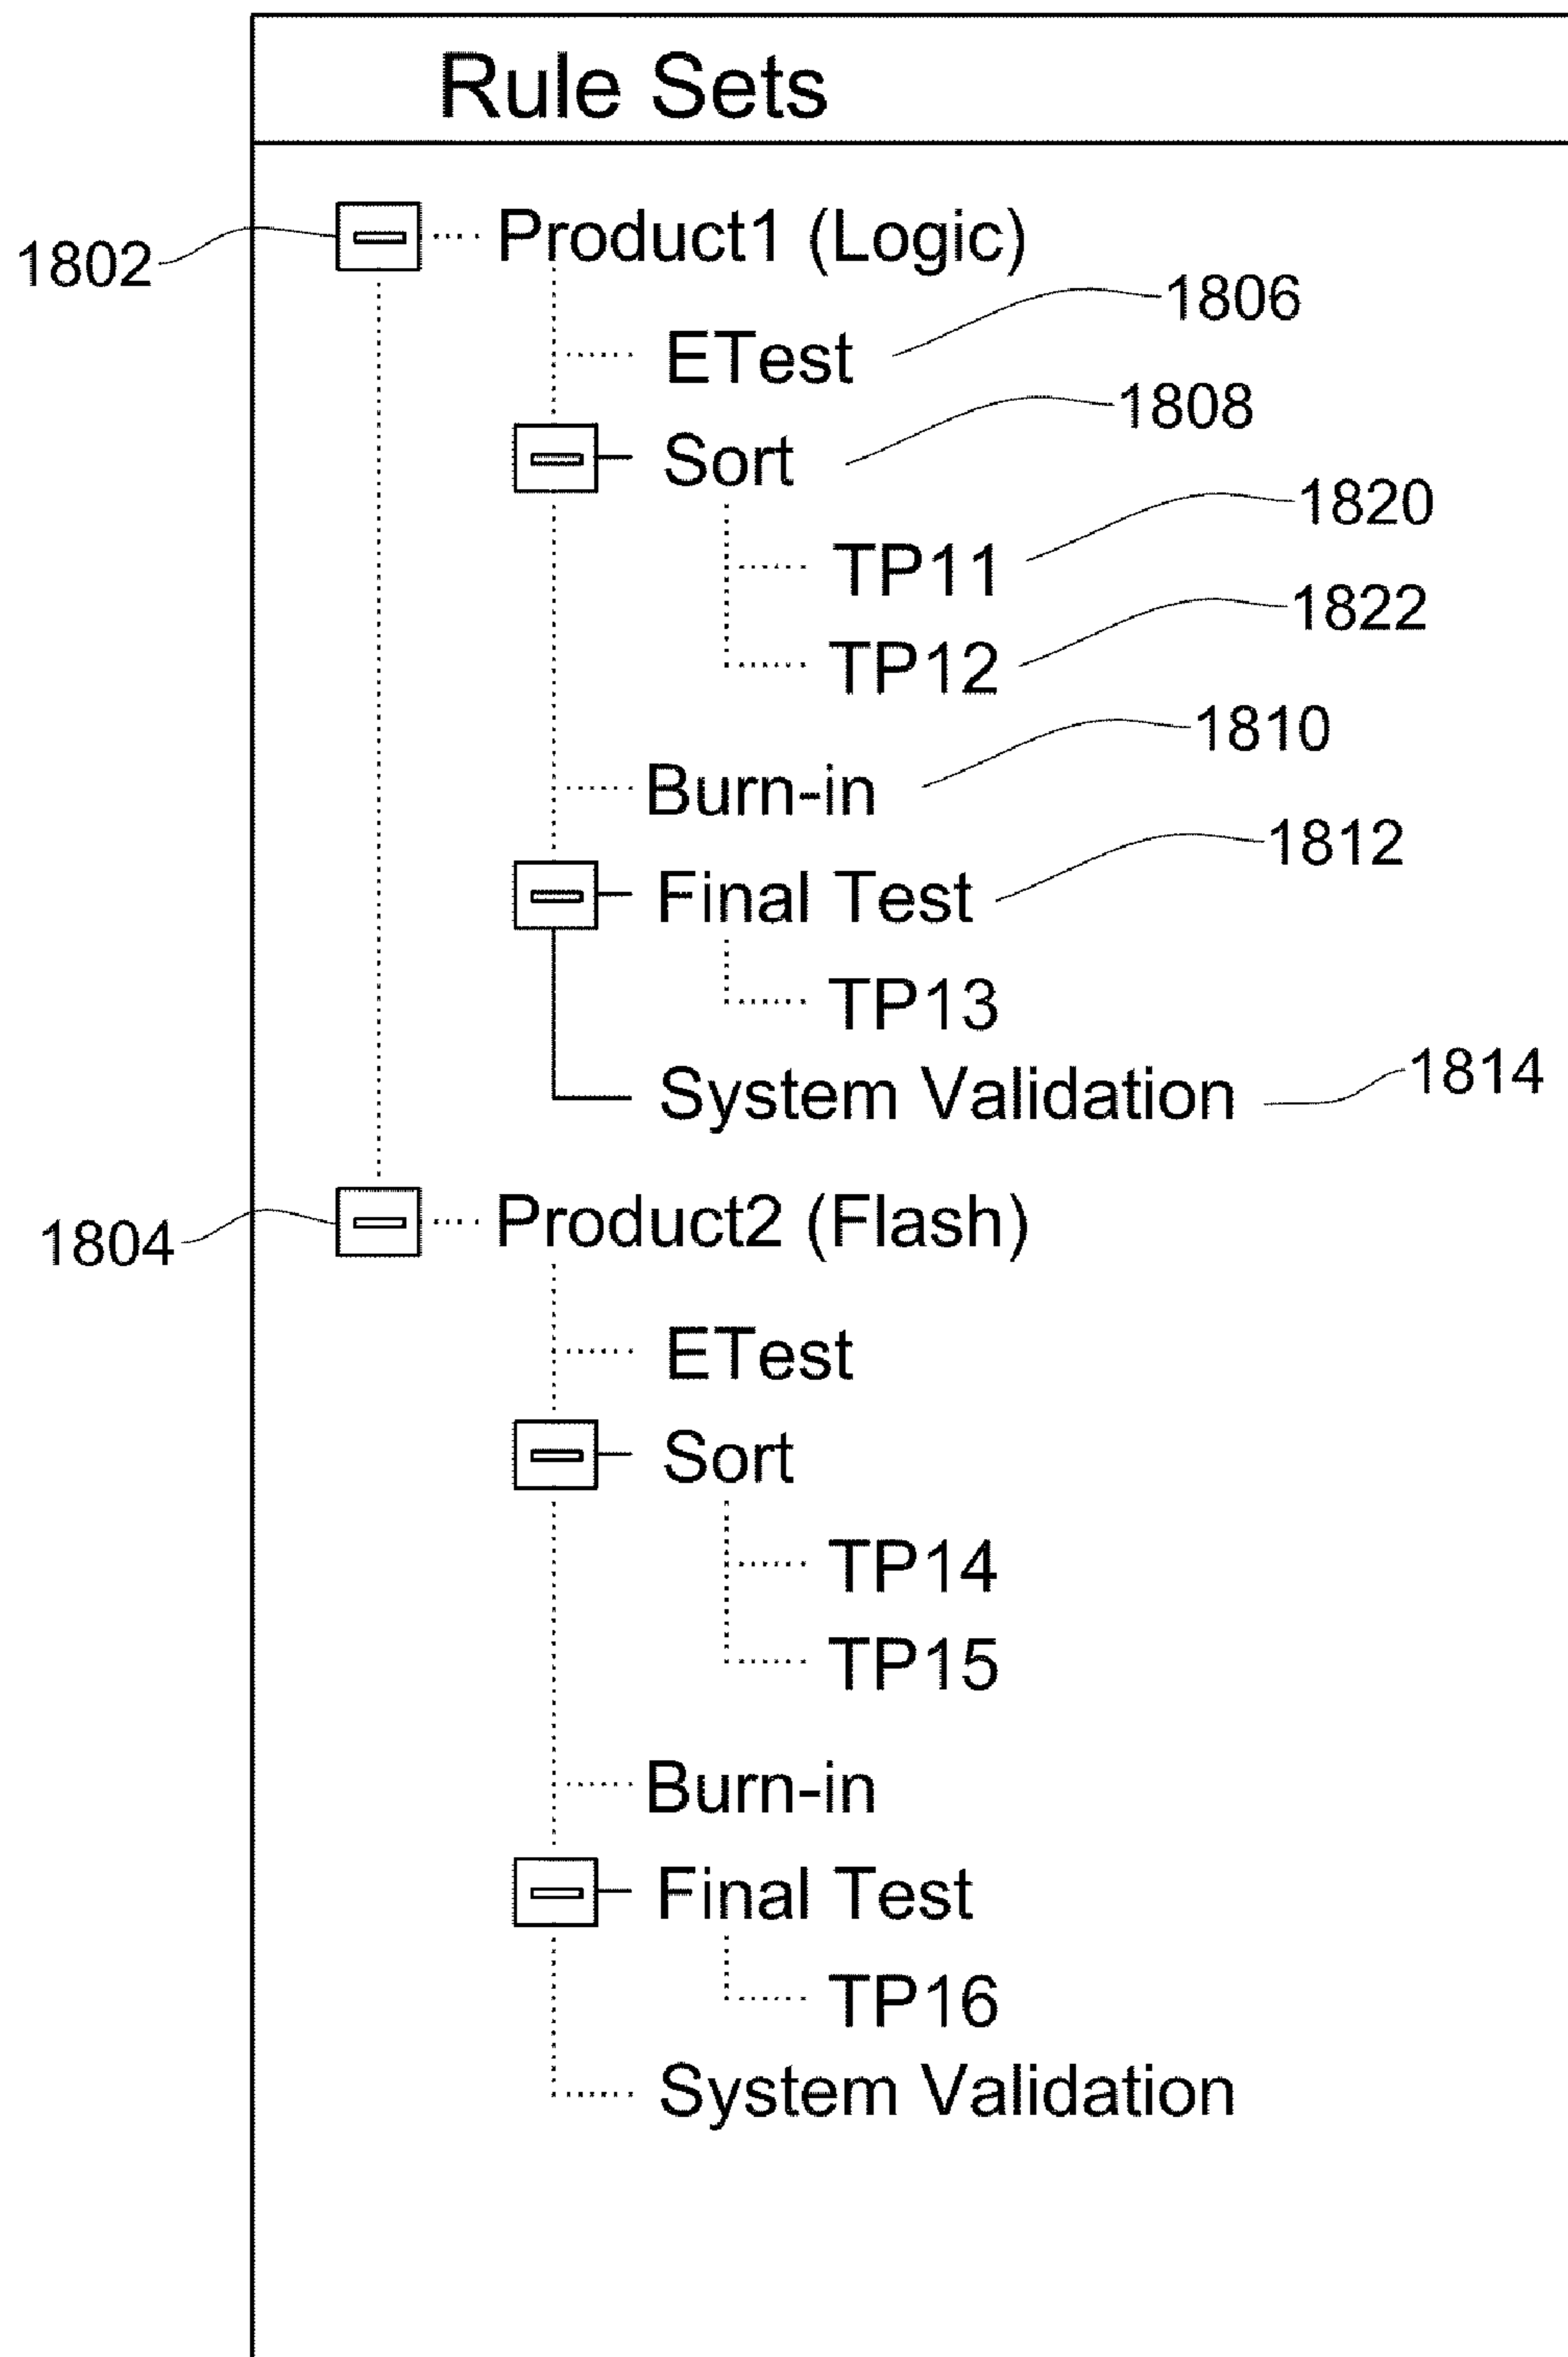 Rule Sets
1802
Product1 (Logic)
1806
ETest
1808
Sort
1820
TP11
1822
TP12
1810
Burn-in
1812
Final Test
TP13
1814
System Validation
1804
Product2 (Flash)
ETest
Sort
TP14
TP15
Burn-in
Final Test
TP16
System Validation